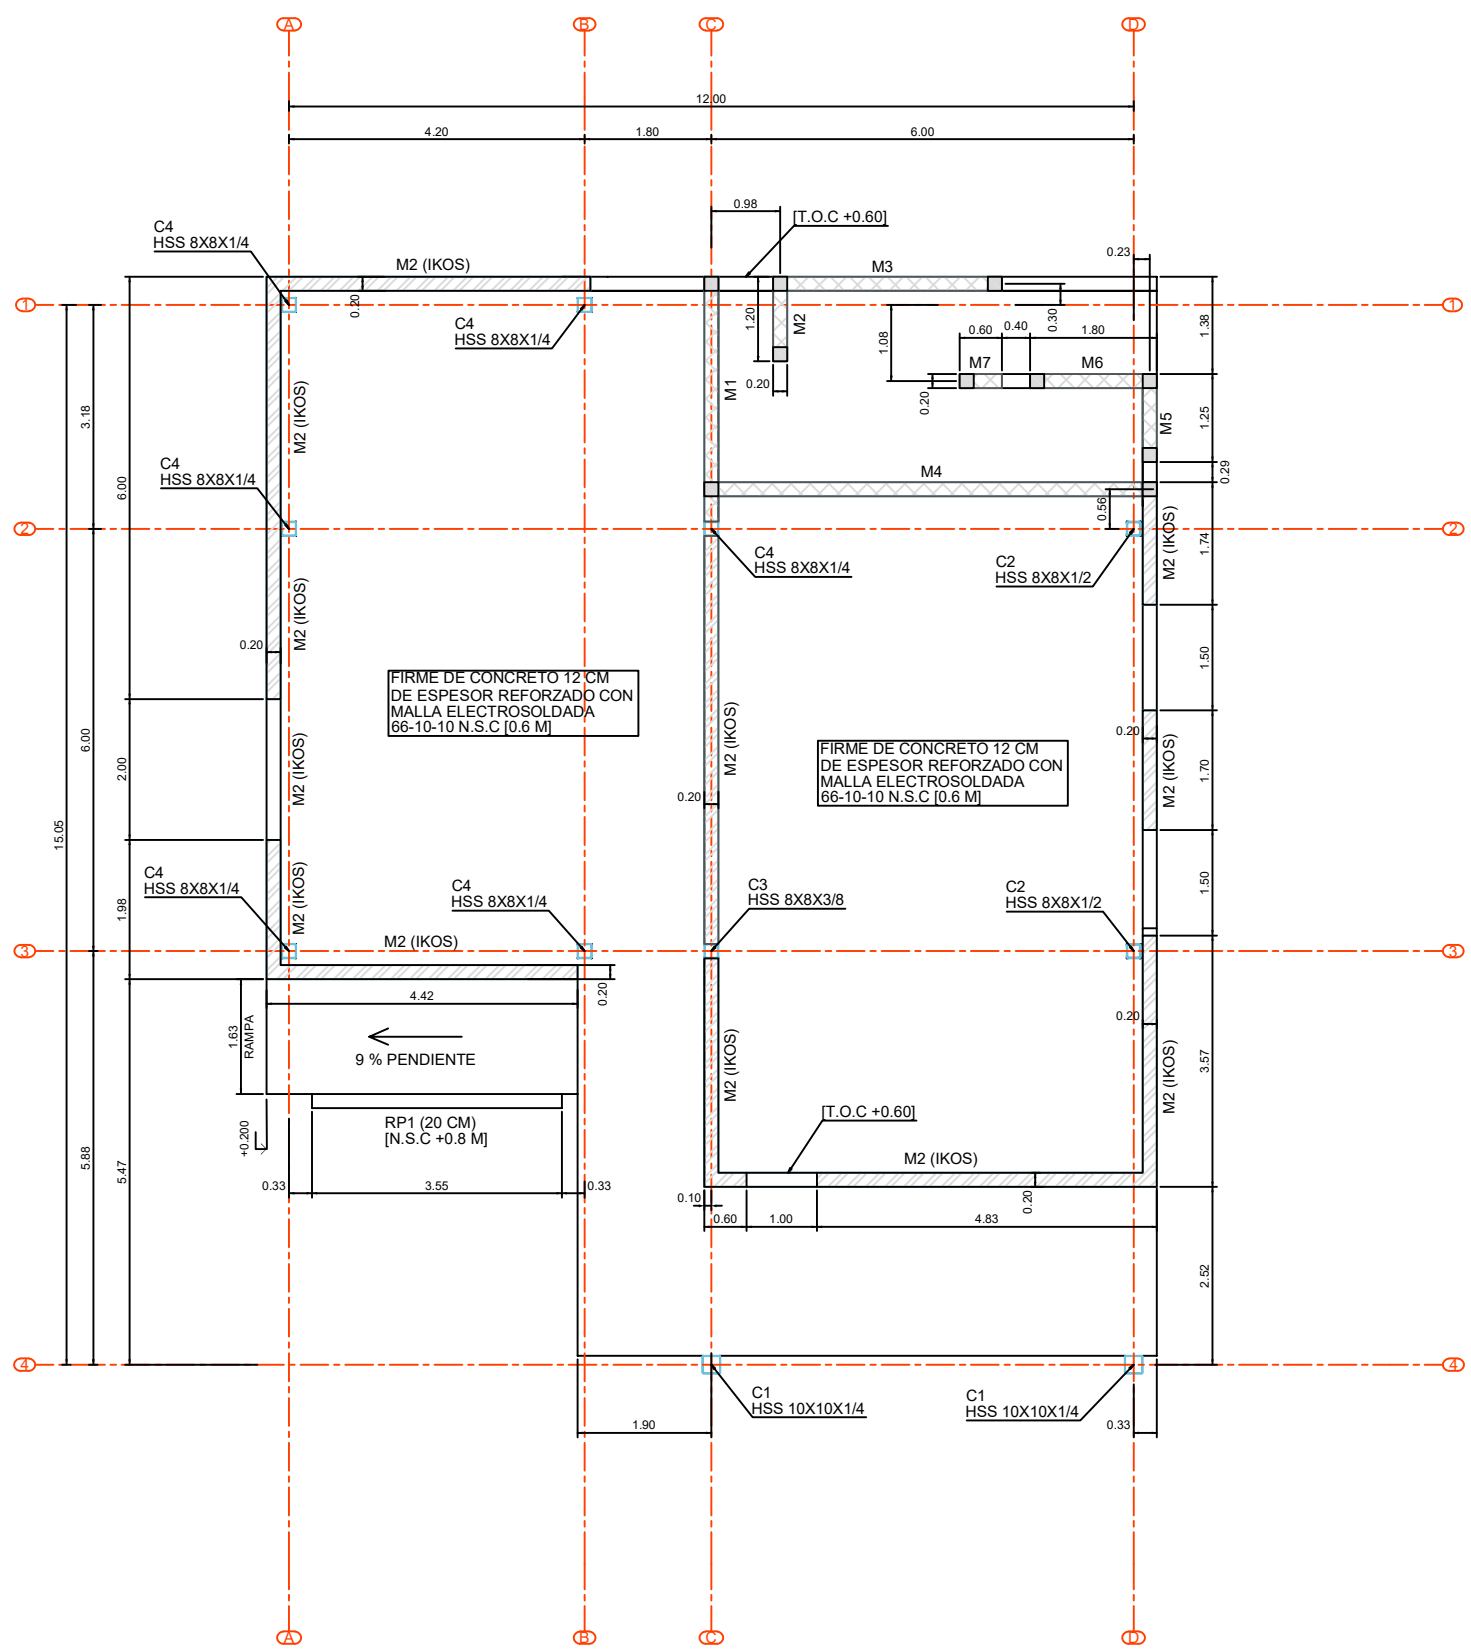 A
B
C
D
12.00
4.20
1.80
6.00
0.98
[T.O.C +0.60]
C4
HSS 8X8X1/4
M2 (IKOS)
M3
0.23
1
1
0.20
C4
HSS 8X8X1/4
1.20
M2
0.30
1.38
1.08
0.60
0.40
1.80
M7
M6
0.20
0.20
M1
3.18
M2 (IKOS)
1.25
M5
C4
HSS 8X8X1/4
6.00
M4
0.29
0.56
2
2
C4
HSS 8X8X1/4
C2
HSS 8X8X1/2
M2 (IKOS)
1.74
M2 (IKOS)
0.20
1.50
FIRME DE CONCRETO 12 CM
DE ESPESOR REFORZADO CON
MALLA ELECTROSOLDADA
66-10-10 N.S.C [0.6 M]
6.00
2.00
M2 (IKOS)
M2 (IKOS)
0.20
FIRME DE CONCRETO 12 CM
DE ESPESOR REFORZADO CON
MALLA ELECTROSOLDADA
66-10-10 N.S.C [0.6 M]
0.20
M2 (IKOS)
1.70
15.05
C4
HSS 8X8X1/4
1.98
M2 (IKOS)
C4
HSS 8X8X1/4
C3
HSS 8X8X3/8
C2
HSS 8X8X1/2
1.50
3
M2 (IKOS)
3
4.42
0.20
1.63
RAMPA
9 % PENDIENTE
0.20
M2 (IKOS)
M2 (IKOS)
3.57
RP1 (20 CM)
[N.S.C +0.8 M]
+0.200
[T.O.C +0.60]
5.88
5.47
M2 (IKOS)
0.33
3.55
0.33
0.10
0.60
1.00
0.20
4.83
2.52
4
4
C1
HSS 10X10X1/4
C1
HSS 10X10X1/4
1.90
0.33
A
B
C
D